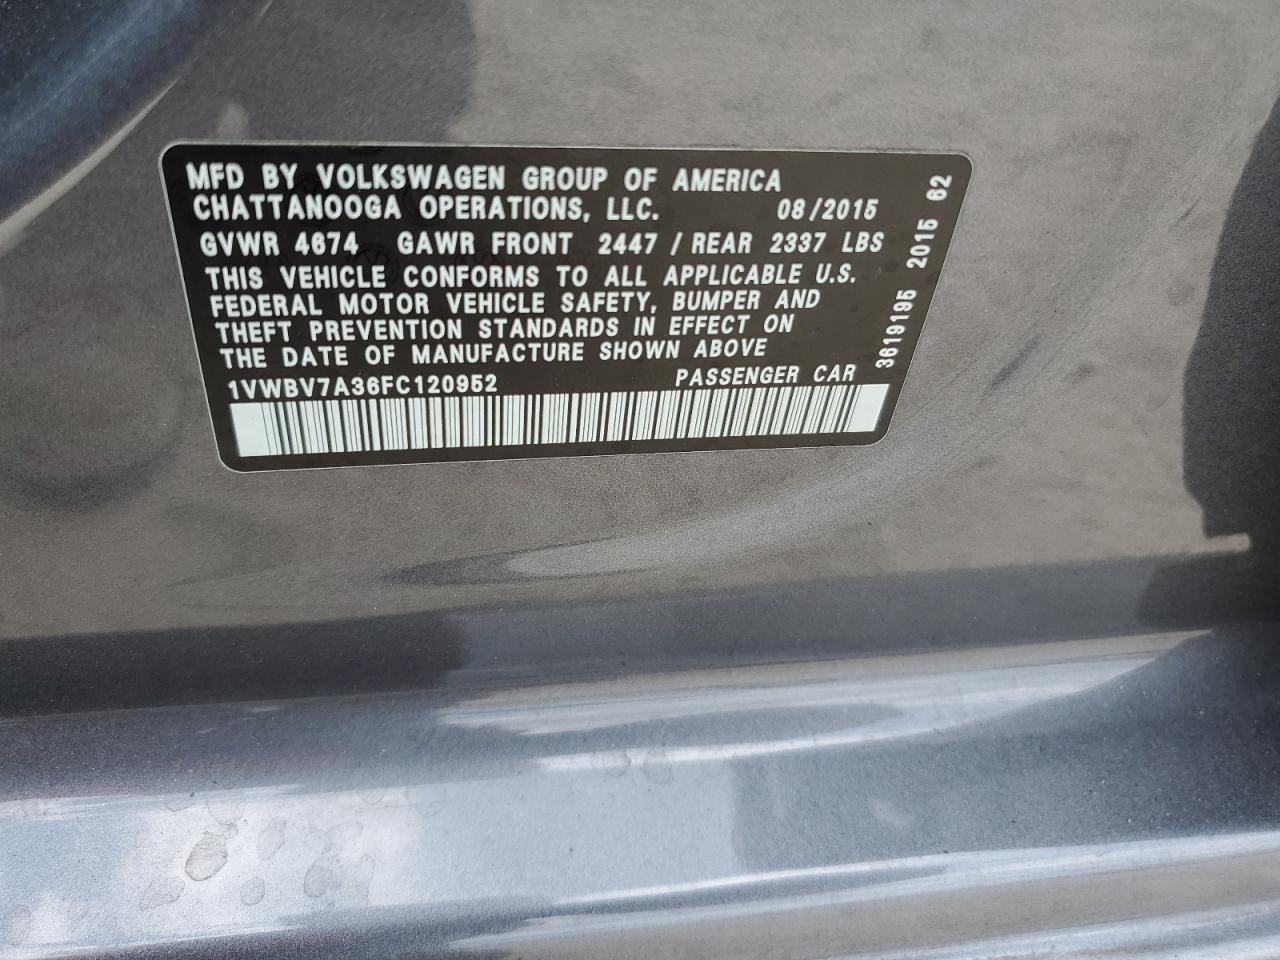 MFD BY VOLKSWAGEN GROUP OF AMERICA
CHATTANOOGA OPERATIONS, LLC. 08/2015
GVWR 4674 GAWR FRONT 2447 / REAR 2337 LBS
THIS VEHICLE CONFORMS TO ALL APPLICABLE U.S.
FEDERAL MOTOR VEHICLE SAFETY, BUMPER AND
THEFT PREVENTION STANDARDS IN EFFECT ON
THE DATE OF MANUFACTURE SHOWN ABOVE
1VWBV7A36FC120952 PASSENGER CAR
3619195 2015 62